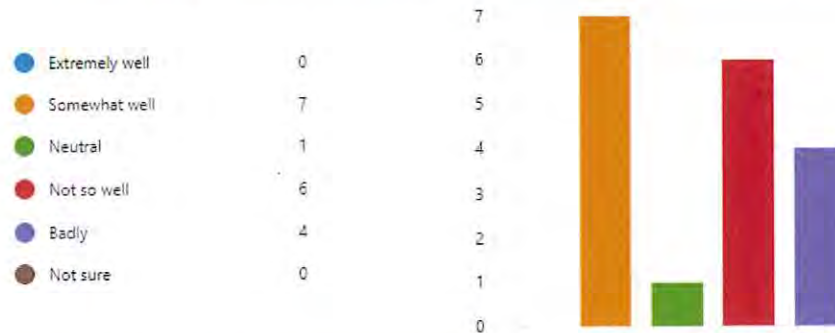 Extremely well 0
Somewhat well 7
Neutral 1
Not so well 6
Badly 4
Not sure 0
7
6
5
4
3
2
1
0